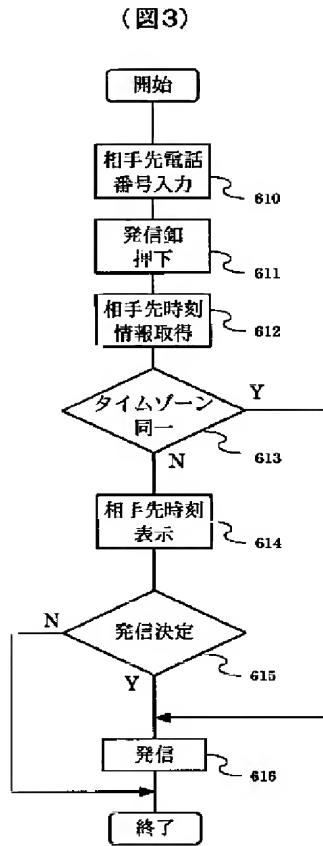 (図3)
開始
相手先電話
番号入力
610
発信釦
押下
611
相手先時刻
情報取得
612
タイムゾーン
同一
Y
613
N
相手先時刻
表示
614
N
発信決定
615
Y
発信
616
終了